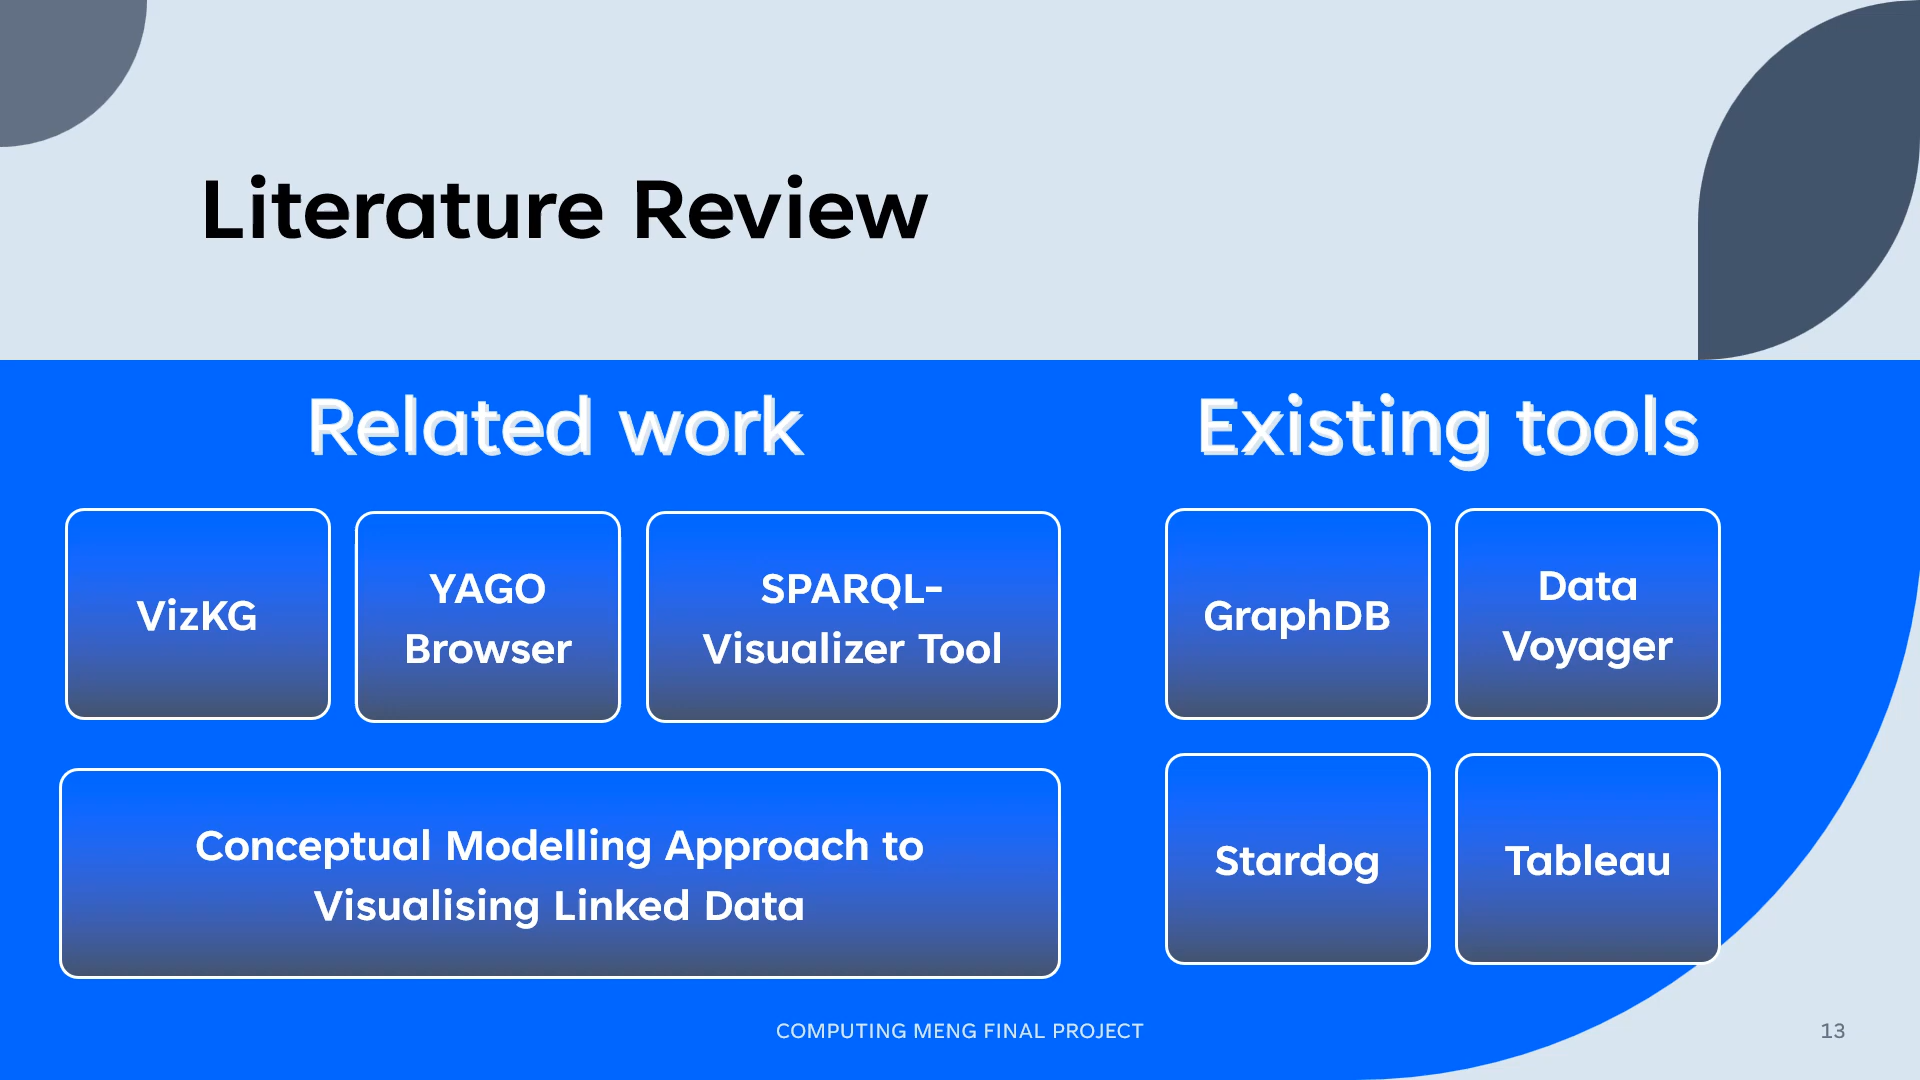 Literature Review
Related work
VizKG
YAGO
Browser
SPARQL-
Visualizer Tool
Conceptual Modelling Approach to
Visualising Linked Data
Existing tools
GraphDB
Data
Voyager
Stardog
Tableau
COMPUTING MENG FINAL PROJECT
13